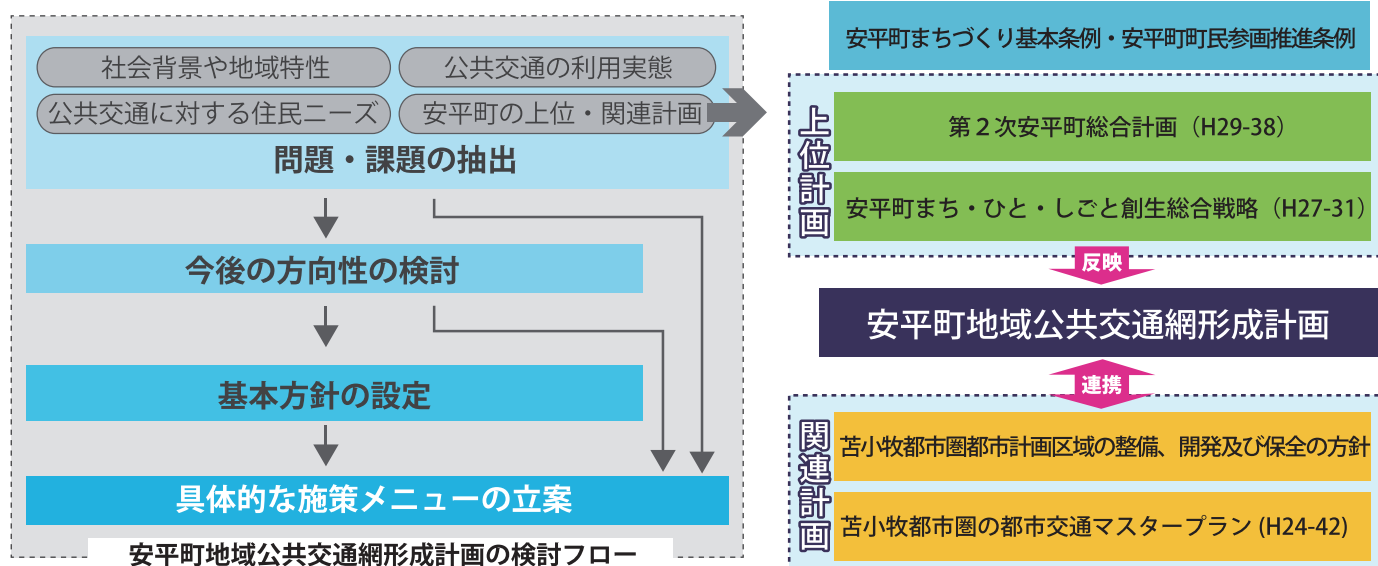 社会背景や地域特性
公共交通の利用実態
公共交通に対する住民ニーズ
安平町の上位・関連計画
問題・課題の抽出
今後の方向性の検討
基本方針の設定
具体的な施策メニューの立案
安平町地域公共交通網形成計画の検討フロー
安平町まちづくり基本条例・安平町町民参画推進条例
上位計画
第2次安平町総合計画（H29-38）
安平町まち・ひと・しごと創生総合戦略（H27-31）
反映
安平町地域公共交通網形成計画
連携
関連計画
苫小牧都市圏都市計画区域の整備、開発及び保全の方針
苫小牧都市圏の都市交通マスタープラン (H24-42)